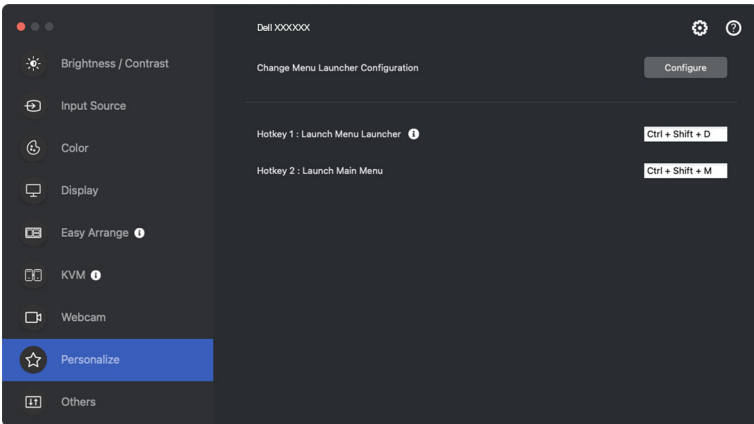 Dell XXXXXX
Brightness / Contrast
Input Source
Color
Display
Easy Arrange
KVM
Webcam
Personalize
Others
Change Menu Launcher Configuration
Configure
Hotkey 1 : Launch Menu Launcher
Ctrl + Shift + D
Hotkey 2 : Launch Main Menu
Ctrl + Shift + M